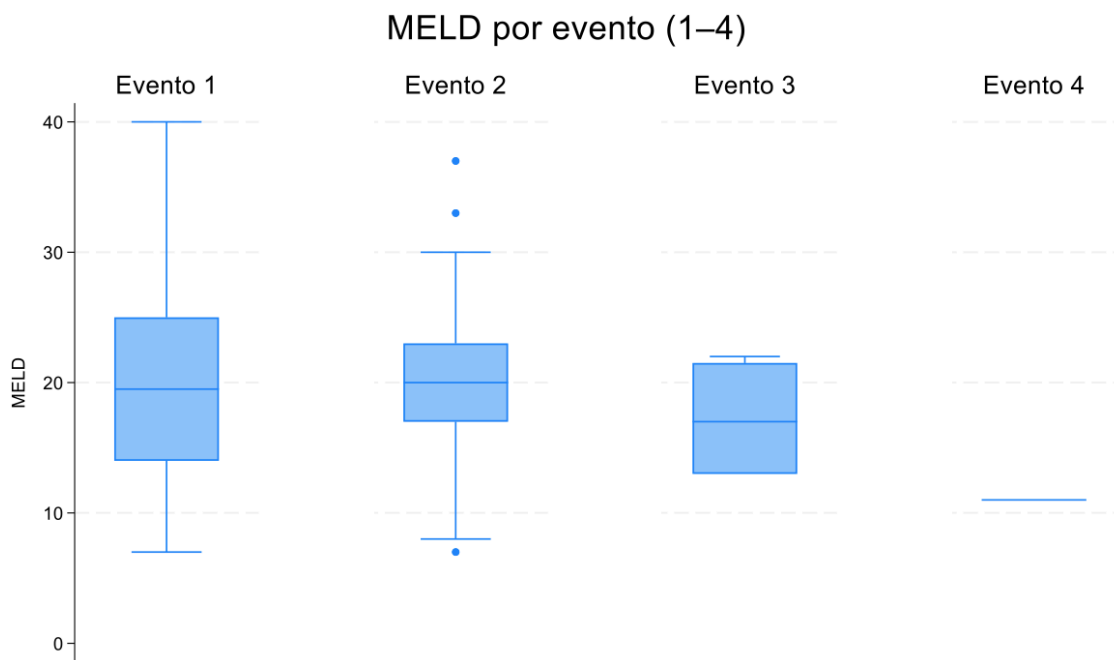 MELD por evento (1–4)
Evento 1
Evento 2
Evento 3
Evento 4
MELD
40
30
20
10
0